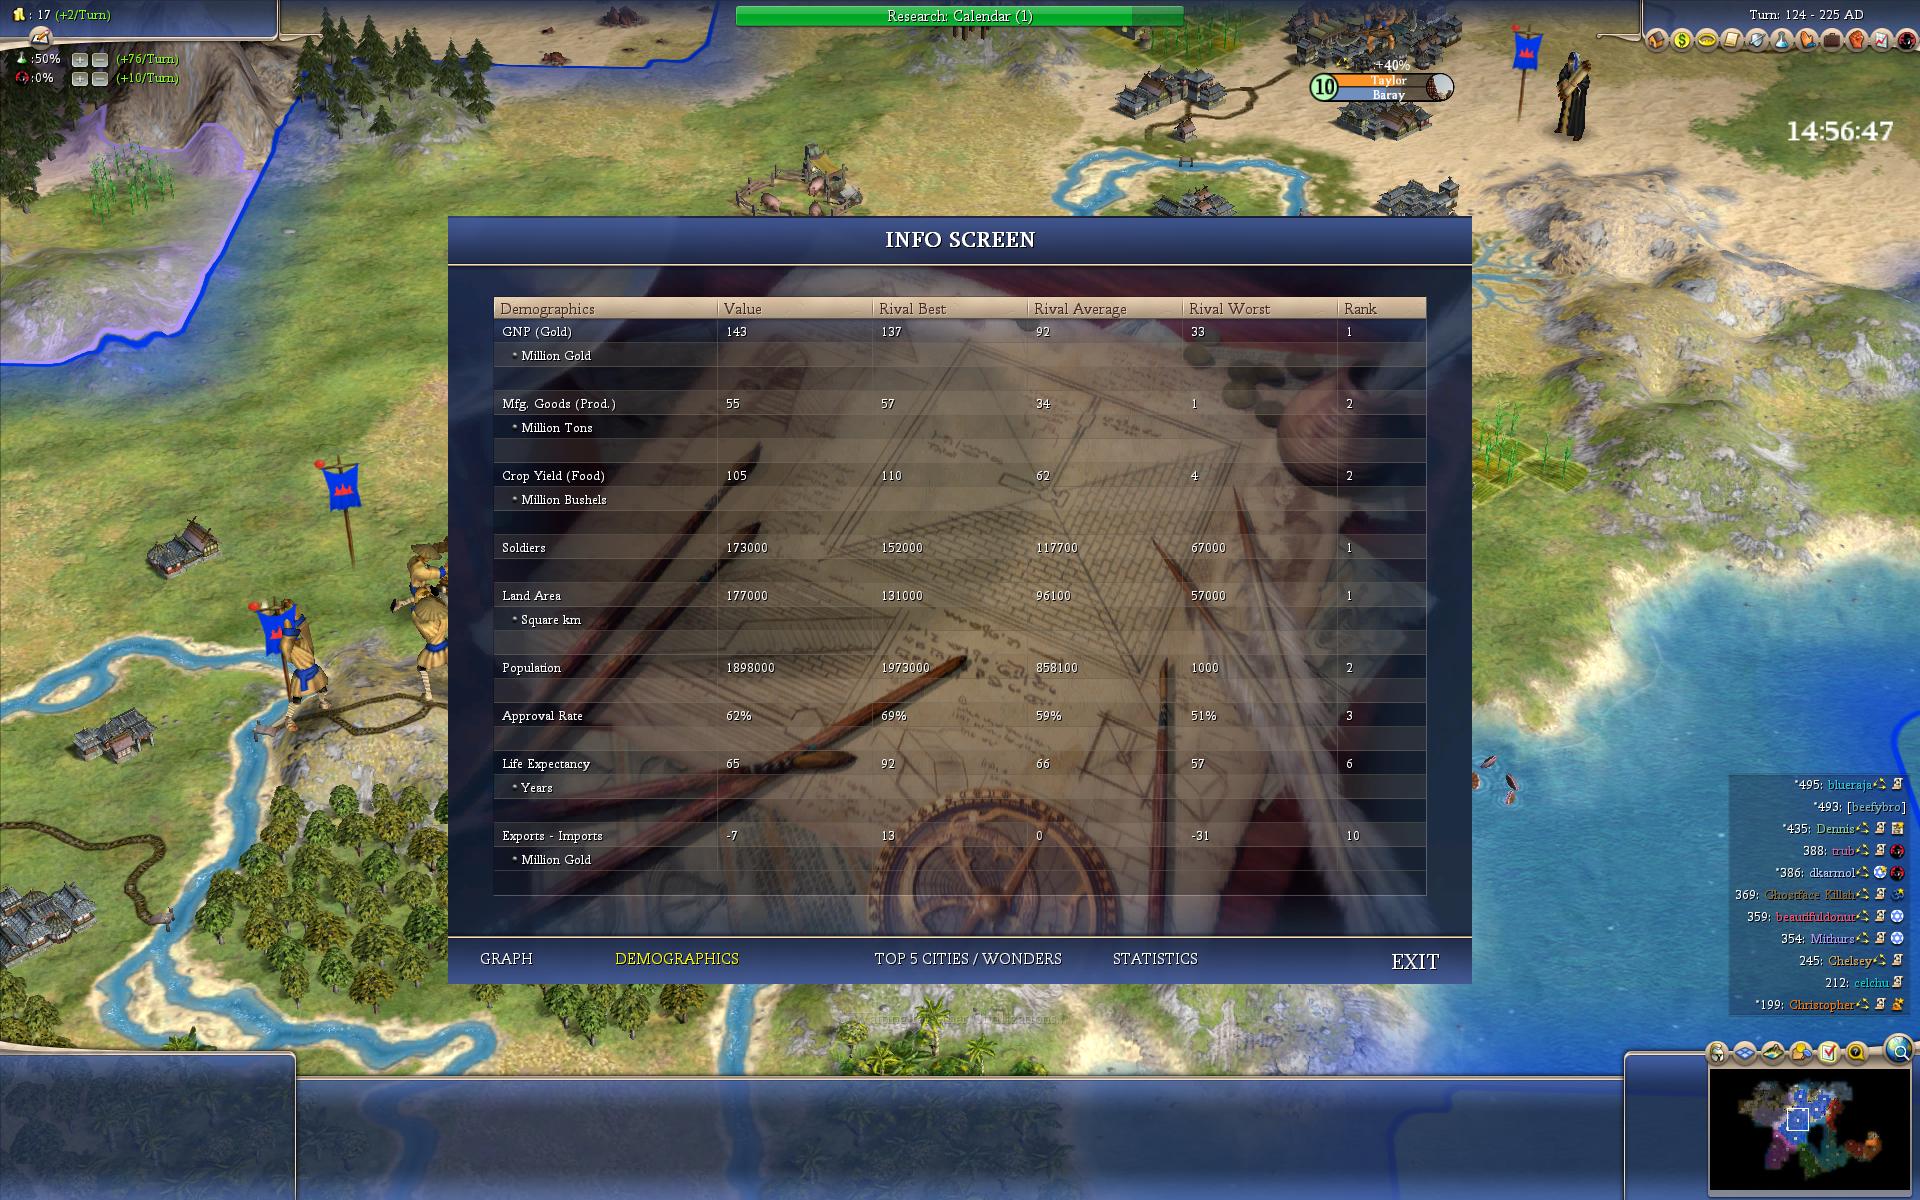 : 17 (+2/Turn)
Research: Calendar (1)
Turn: 124 - 225 AD
:50% (+76/Turn)
:0% (+10/Turn)
+40%
10 Taylor
Baray
14:56:47
INFO SCREEN
Demographics Value Rival Best Rival Average Rival Worst Rank
GNP (Gold) 143 137 92 33 1
* Million Gold
Mfg. Goods (Prod.) 55 57 34 1 2
* Million Tons
Crop Yield (Food) 105 110 62 4 2
* Million Bushels
Soldiers 173000 152000 117700 67000 1
Land Area 177000 131000 96100 57000 1
* Square km
Population 1898000 1973000 858100 1000 2
Approval Rate 62% 69% 59% 51% 3
Life Expectancy 65 92 66 57 6
* Years
Exports - Imports -7 13 0 -31 10
* Million Gold
GRAPH DEMOGRAPHICS TOP 5 CITIES / WONDERS STATISTICS EXIT
*495: blueraja
*493: [beefybro]
*435: Dennis
388: trub
*386: dkarmol
369: Ghostface Killah
359: beautifuldonut
354: Mithurs
245: Chelsey
212: celchu
*199: Christopher